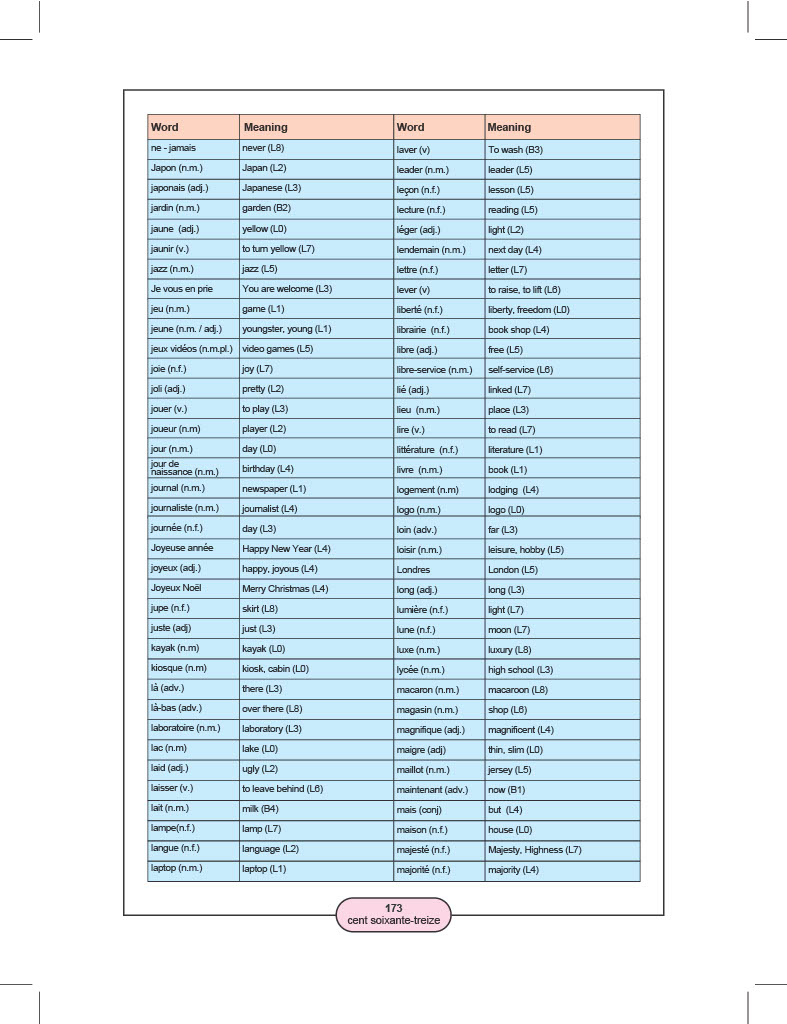 Word Meaning Word Meaning
ne - jamais never (L8) laver (v) To wash (B3)
Japon (n.m.) Japan (L2) leader (n.m.) leader (L5)
japonais (adj.) Japanese (L3) leçon (n.f.) lesson (L5)
jardin (n.m.) garden (B2) lecture (n.f.) reading (L5)
jaune (adj.) yellow (L0) léger (adj.) light (L2)
jaunir (v.) to turn yellow (L7) lendemain (n.m.) next day (L4)
jazz (n.m.) jazz (L5) lettre (n.f.) letter (L7)
Je vous en prie You are welcome (L3) lever (v) to raise, to lift (L6)
jeu (n.m.) game (L1) liberté (n.f.) liberty, freedom (L0)
jeune (n.m. / adj.) youngster, young (L1) librairie (n.f.) book shop (L4)
jeux vidéos (n.m.pl.) video games (L5) libre (adj.) free (L5)
joie (n.f.) joy (L7) libre-service (n.m.) self-service (L6)
joli (adj.) pretty (L2) lié (adj.) linked (L7)
jouer (v.) to play (L3) lieu (n.m.) place (L3)
joueur (n.m) player (L2) lire (v.) to read (L7)
jour (n.m.) day (L0) littérature (n.f.) literature (L1)
jour de
naissance (n.m.) birthday (L4) livre (n.m.) book (L1)
journal (n.m.) newspaper (L1) logement (n.m) lodging (L4)
journaliste (n.m.) journalist (L4) logo (n.m.) logo (L0)
journée (n.f.) day (L3) loin (adv.) far (L3)
Joyeuse année Happy New Year (L4) loisir (n.m.) leisure, hobby (L5)
joyeux (adj.) happy, joyous (L4) Londres London (L5)
Joyeux Noël Merry Christmas (L4) long (adj.) long (L3)
jupe (n.f.) skirt (L8) lumière (n.f.) light (L7)
juste (adj) just (L3) lune (n.f.) moon (L7)
kayak (n.m) kayak (L0) luxe (n.m.) luxury (L8)
kiosque (n.m) kiosk, cabin (L0) lycée (n.m.) high school (L3)
là (adv.) there (L3) macaron (n.m.) macaroon (L8)
là-bas (adv.) over there (L8) magasin (n.m.) shop (L6)
laboratoire (n.m.) laboratory (L3) magnifique (adj.) magnificent (L4)
lac (n.m) lake (L0) maigre (adj) thin, slim (L0)
laid (adj.) ugly (L2) maillot (n.m.) jersey (L5)
laisser (v.) to leave behind (L6) maintenant (adv.) now (B1)
lait (n.m.) milk (B4) mais (conj) but (L4)
lampe(n.f.) lamp (L7) maison (n.f.) house (L0)
langue (n.f.) language (L2) majesté (n.f.) Majesty, Highness (L7)
laptop (n.m.) laptop (L1) majorité (n.f.) majority (L4)
173
cent soixante-treize